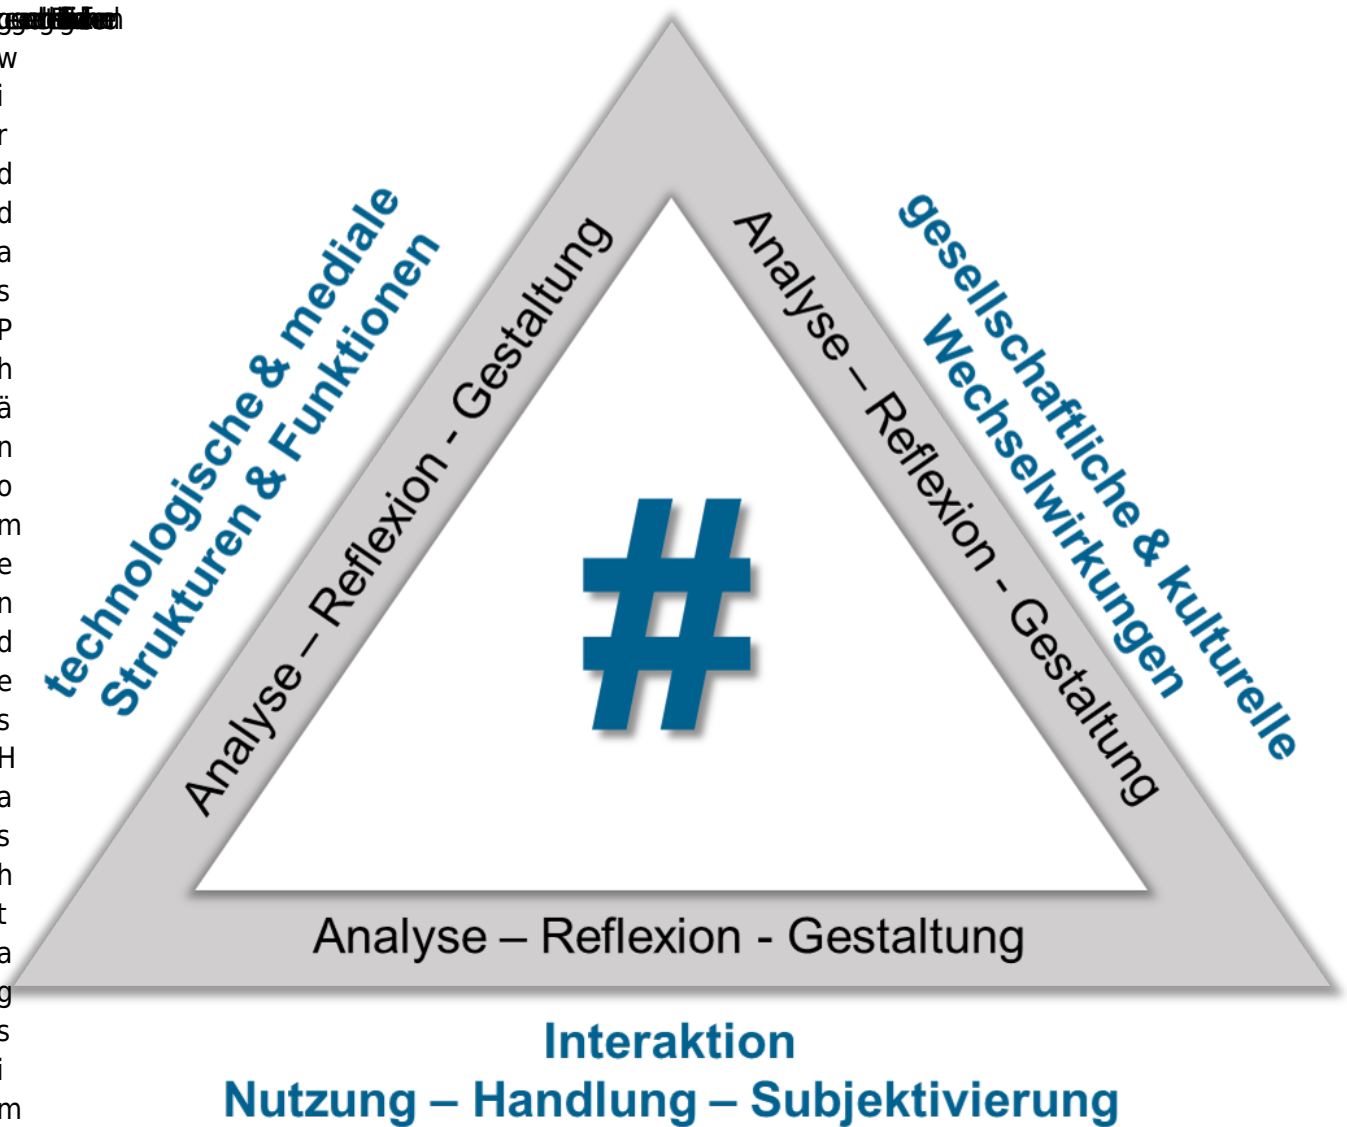 w
i
r
d
d
a
s
P
h
ä
n
o
m
e
n
d
e
s
H
a
s
h
t
a
g
s
i
m
technologische & mediale
Strukturen & Funktionen
Analyse – Reflexion - Gestaltung
gesellschaftliche & kulturelle
Wechselwirkungen
Analyse – Reflexion - Gestaltung
#
Analyse – Reflexion - Gestaltung
Interaktion
Nutzung – Handlung – Subjektivierung